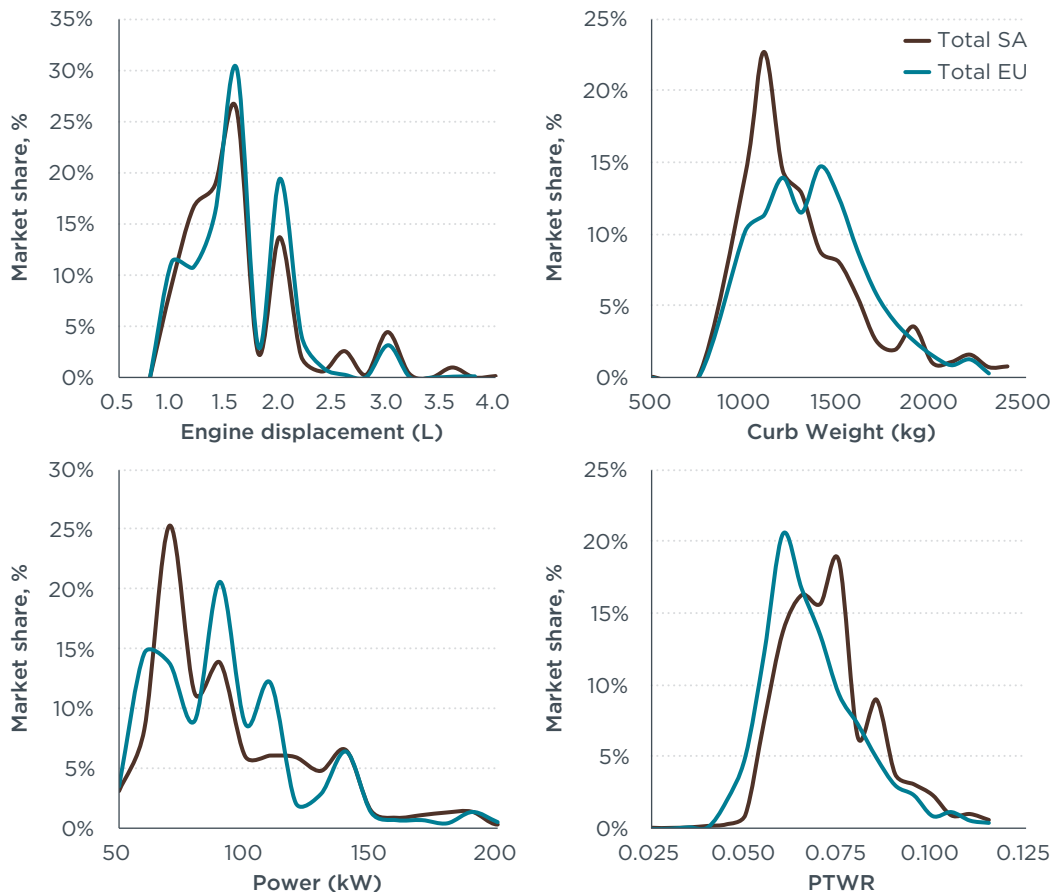 35%
30%
25%
20%
15%
10%
5%
0%
Market share, %
0.5 1.0 1.5 2.0 2.5 3.0 3.5 4.0
Engine displacement (L)
25%
20%
15%
10%
5%
0%
Market share, %
Total SA
Total EU
500 1000 1500 2000 2500
Curb Weight (kg)
30%
25%
20%
15%
10%
5%
0%
Market share, %
50 100 150 200
Power (kW)
25%
20%
15%
10%
5%
0%
Market share, %
0.025 0.050 0.075 0.100 0.125
PTWR